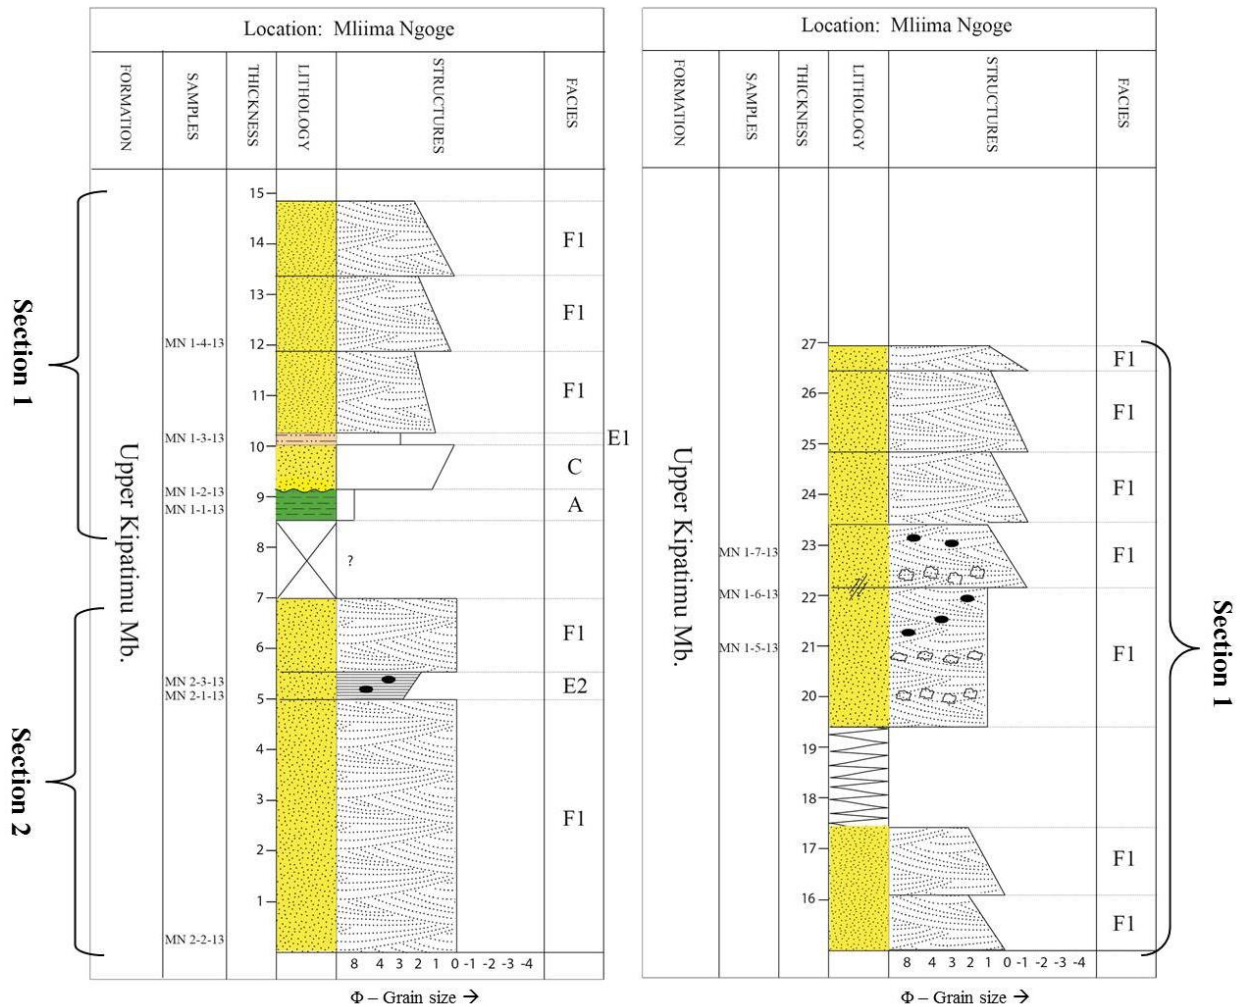 Location: Mliima Ngoge
FORMATION
SAMPLES
THICKNESS
LITHOLOGY
STRUCTURES
FACIES
Section 1
Section 2
Upper Kipatimu Mb.
15
14
F1
13
F1
MN 1-4-13
12
11
F1
MN 1-3-13
10
E1
C
MN 1-2-13
9
MN 1-1-13
A
8
?
7
F1
6
MN 2-3-13
E2
MN 2-1-13
5
4
3
F1
2
1
MN 2-2-13
8 4 3 2 1 0 -1 -2 -3 -4
Φ – Grain size →
Location: Mliima Ngoge
FORMATION
SAMPLES
THICKNESS
LITHOLOGY
STRUCTURES
FACIES
Upper Kipatimu Mb.
Section 1
27
F1
26
F1
25
F1
24
23
MN 1-7-13
F1
22
MN 1-6-13
21
MN 1-5-13
F1
20
19
18
17
F1
16
F1
8 4 3 2 1 0 -1 -2 -3 -4
Φ – Grain size →